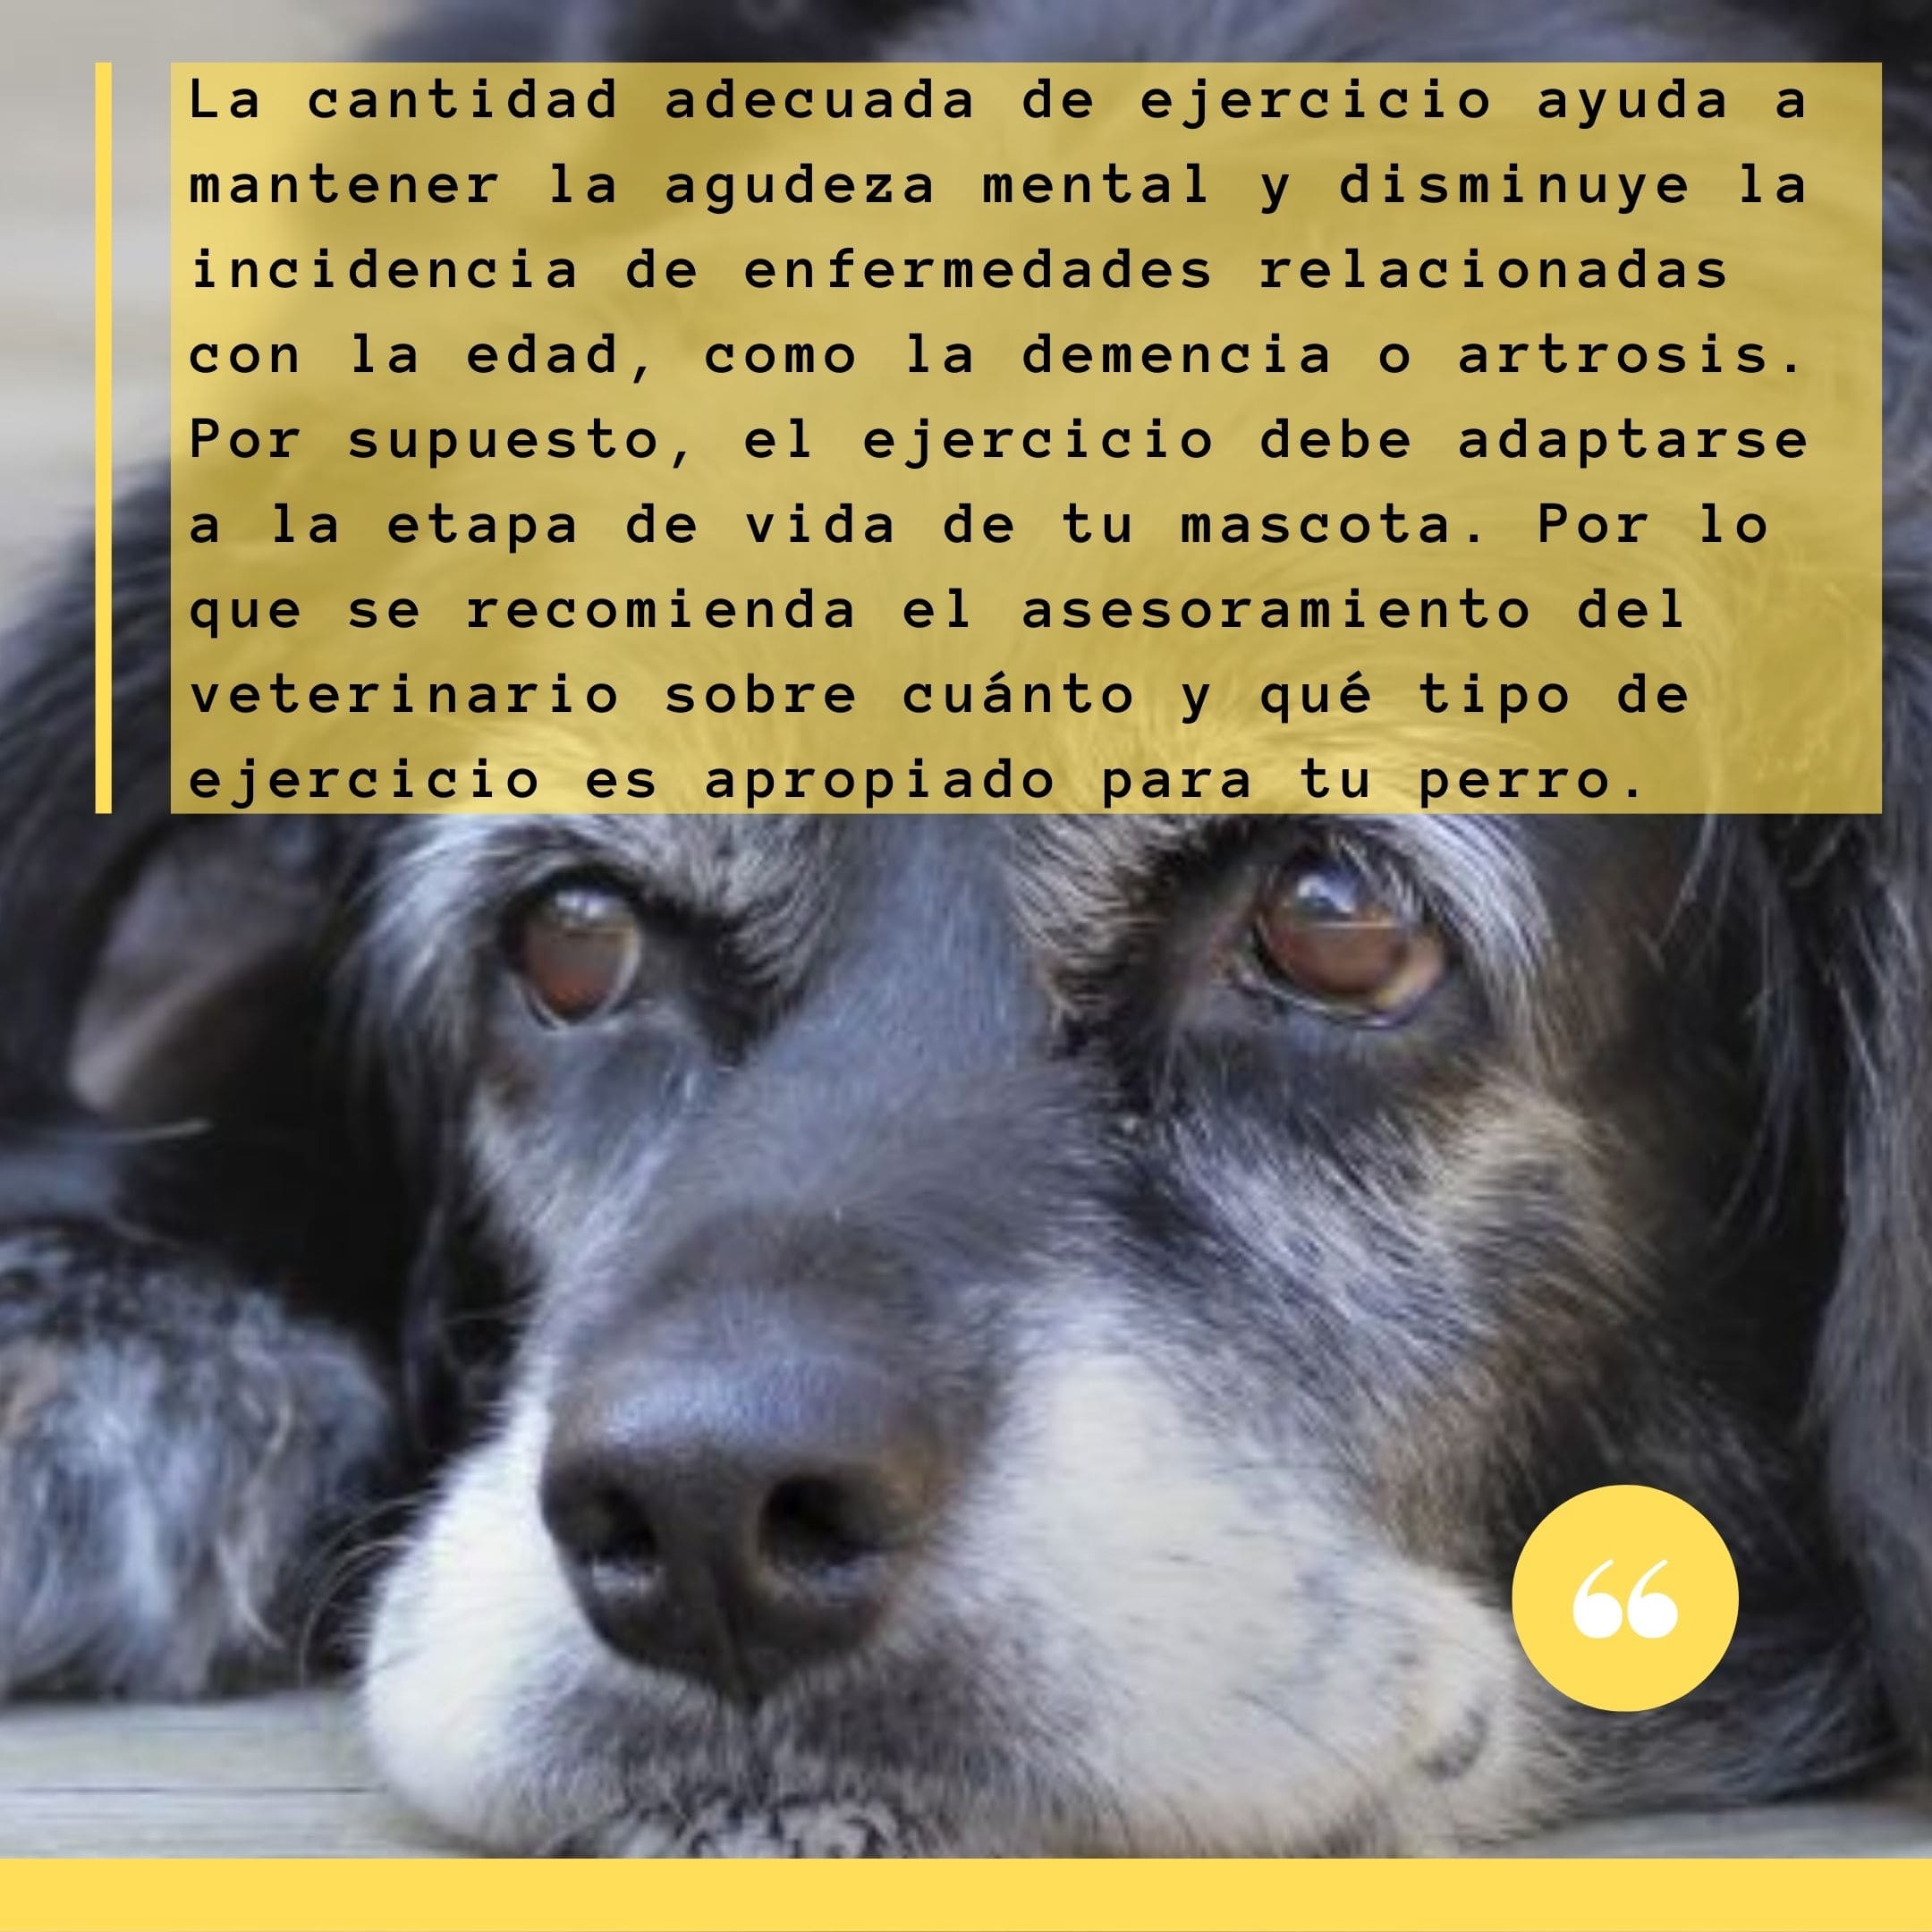 La cantidad adecuada de ejercicio ayuda a
mantener la agudeza mental y disminuye la
incidencia de enfermedades relacionadas
con la edad, como la demencia o artrosis.
Por supuesto, el ejercicio debe adaptarse
a la etapa de vida de tu mascota. Por lo
que se recomienda el asesoramiento del
veterinario sobre cuánto y qué tipo de
ejercicio es apropiado para tu perro.
“